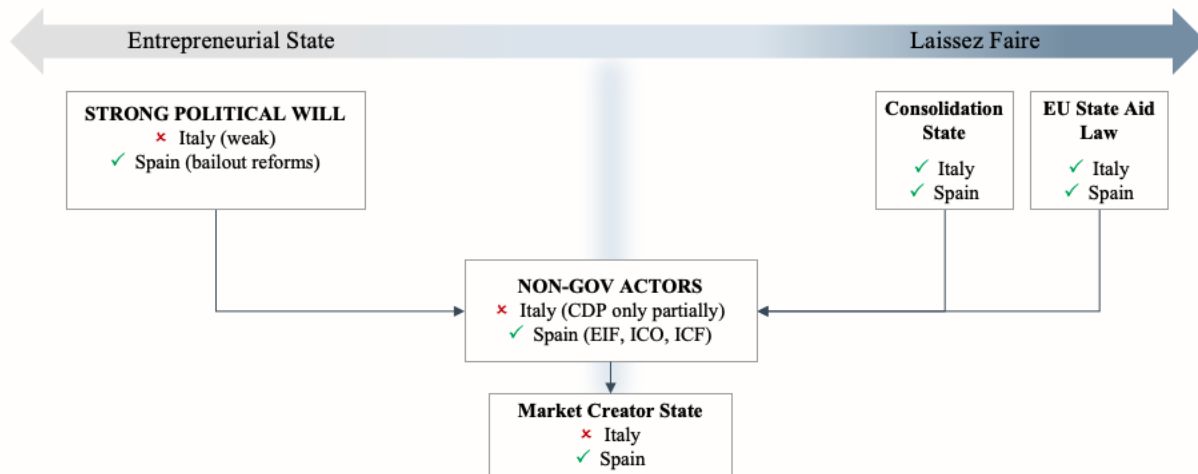 Entrepreneurial State
Laissez Faire
STRONG POLITICAL WILL
✗ Italy (weak)
✓ Spain (bailout reforms)
Consolidation
State
✓ Italy
✓ Spain
EU State Aid
Law
✓ Italy
✓ Spain
NON-GOV ACTORS
✗ Italy (CDP only partially)
✓ Spain (EIF, ICO, ICF)
Market Creator State
✗ Italy
✓ Spain